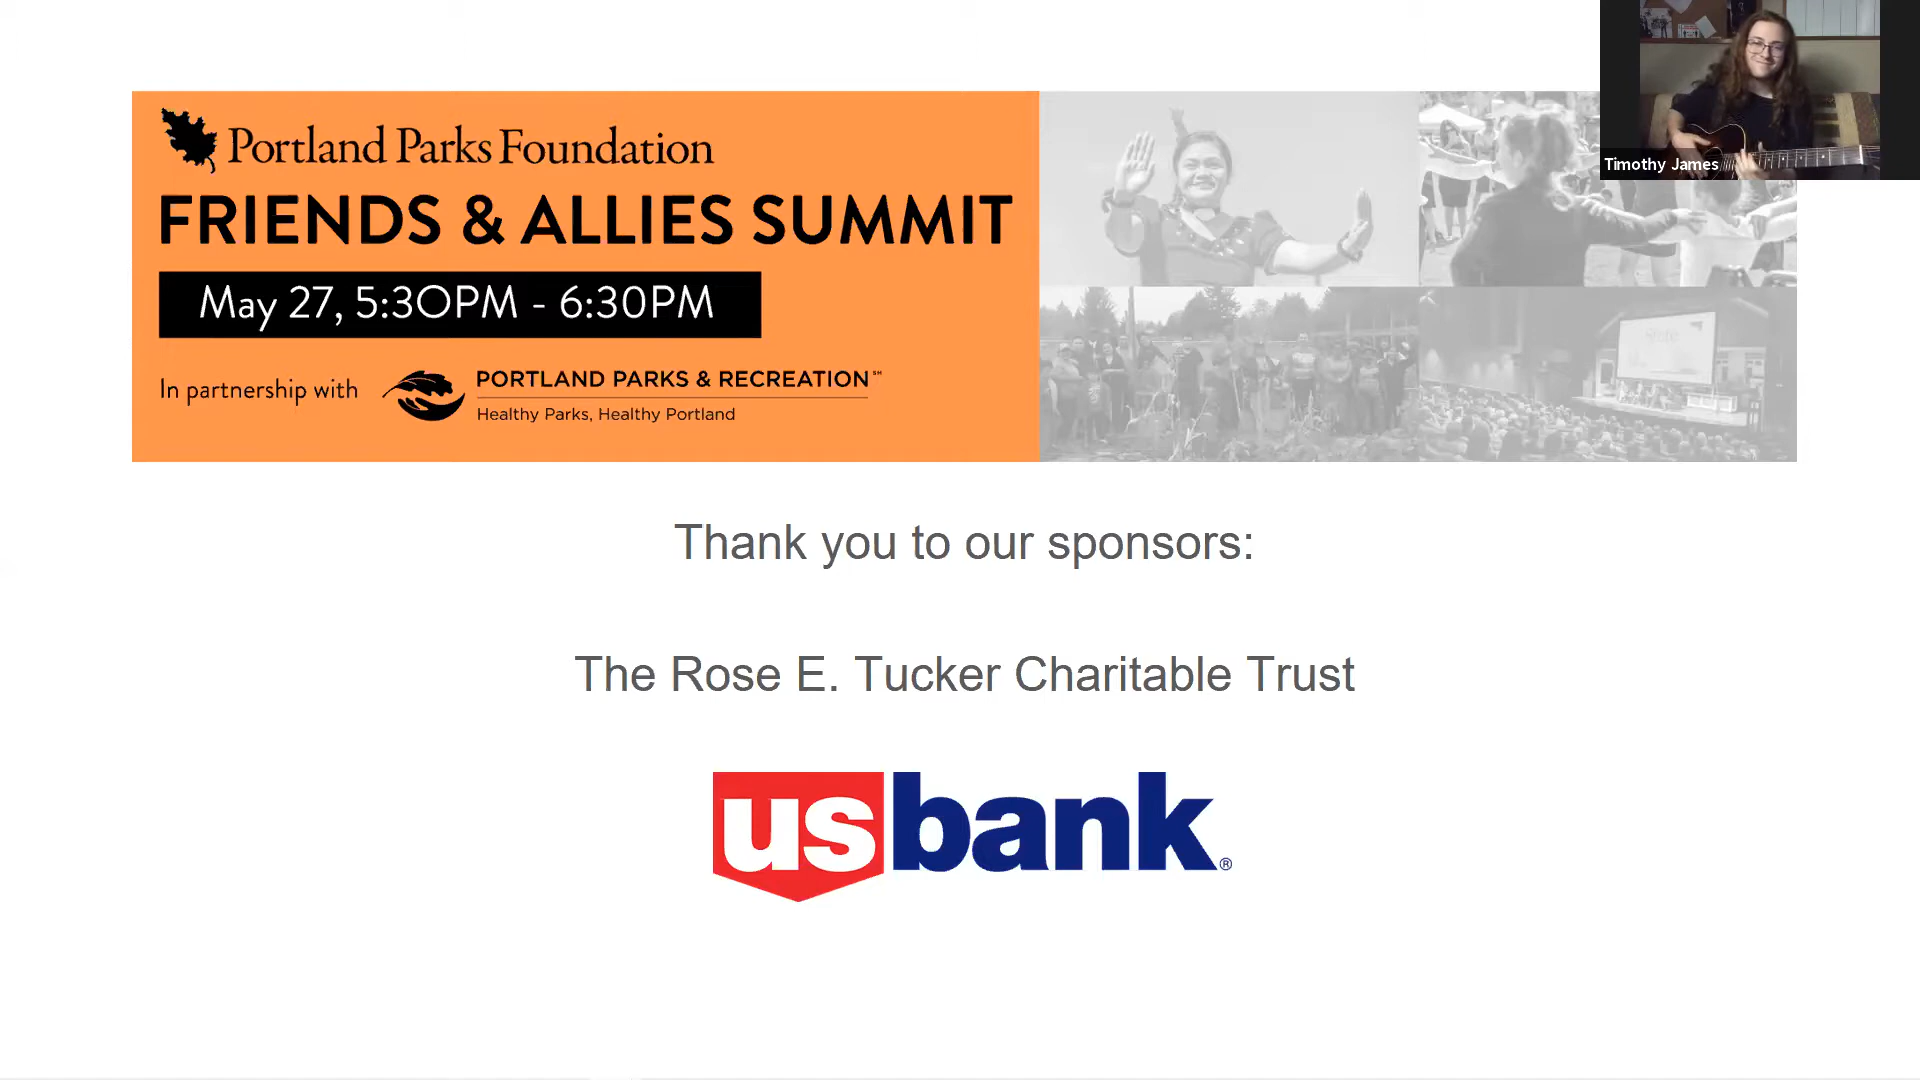 Portland Parks Foundation
FRIENDS & ALLIES SUMMIT
May 27, 5:30PM - 6:30PM
In partnership with
PORTLAND PARKS & RECREATION℠
Healthy Parks, Healthy Portland
Timothy James
Thank you to our sponsors:
The Rose E. Tucker Charitable Trust
usbank®